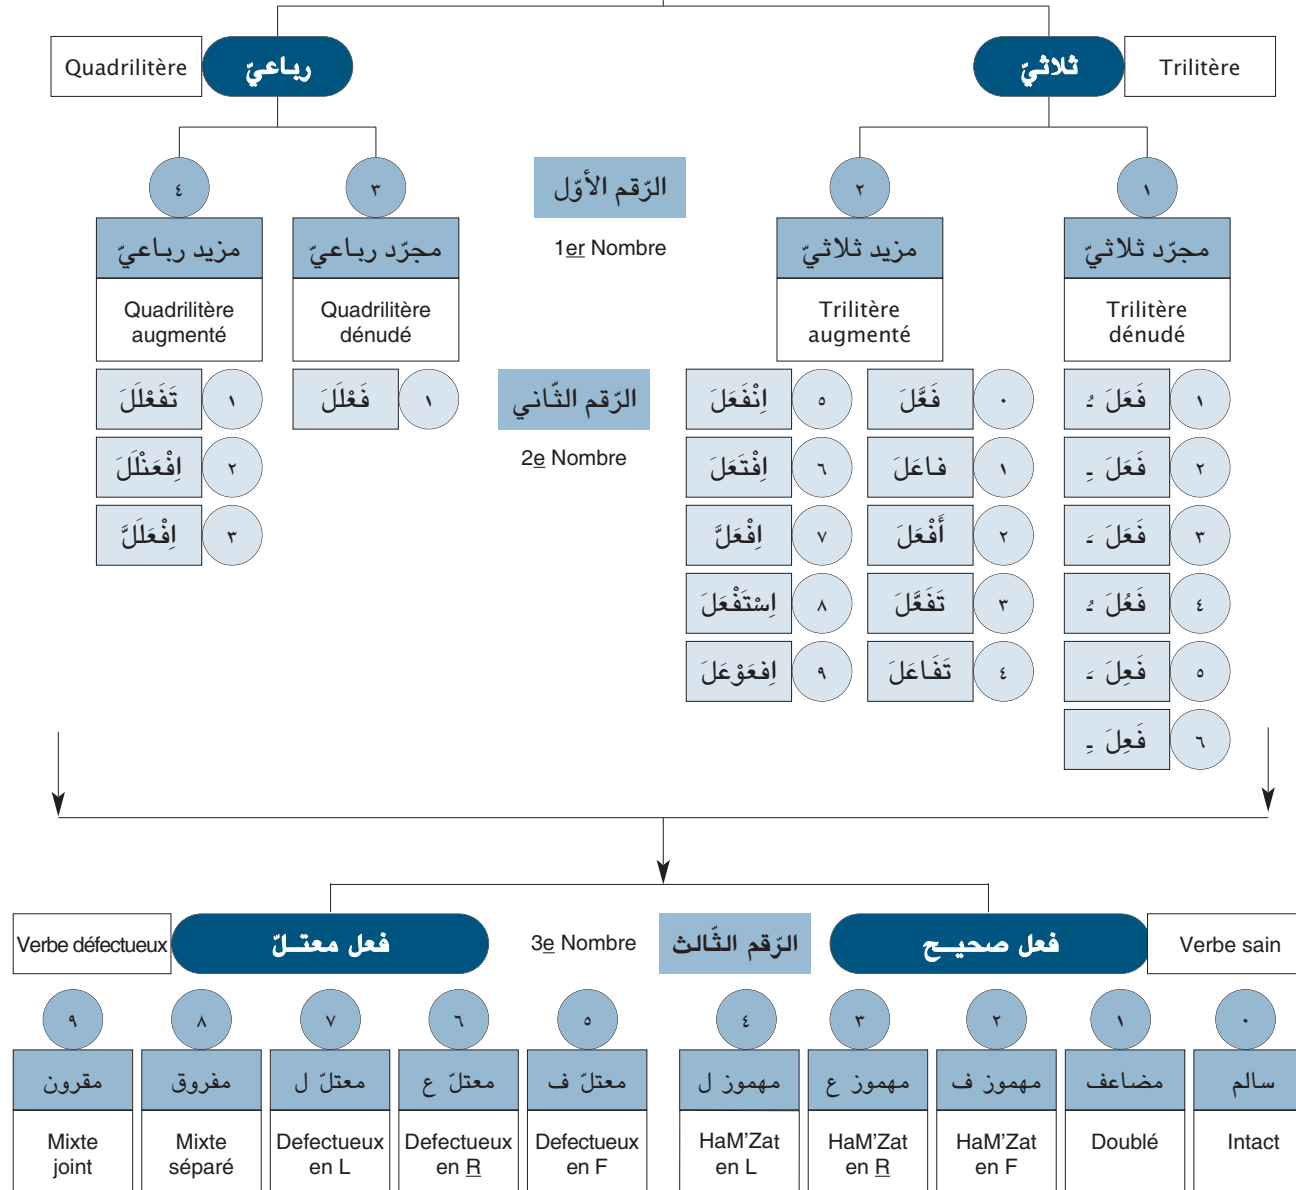 Quadrilitère رباعيّ ثلاثيّ Trilitère
٤ ٣ ٢ ١
الرّقم الأوّل
1er Nombre
مزيد رباعيّ مجرّد رباعيّ مزيد ثلاثيّ مجرّد ثلاثيّ
Quadrilitère
augmenté
Quadrilitère
dénudé
Trilitère
augmenté
Trilitère
dénudé
الرّقم الثّاني
2e Nombre
تَفَعْلَلَ ١
اِفْعَنْلَلَ ٢
اِفْعَلَلَّ ٣
فَعْلَلَ ١
اِنْفَعَلَ ٥
اِفْتَعَلَ ٦
اِفْعَلَّ ٧
اِسْتَفْعَلَ ٨
اِفعَوْعَلَ ٩
فَعَّلَ ٠
فاعَلَ ١
أَفْعَلَ ٢
تَفَعَّلَ ٣
تَفَاعَلَ ٤
فَعَلَ ـُ ١
فَعَلَ ـِ ٢
فَعَلَ ـَ ٣
فَعُلَ ـُ ٤
فَعِلَ ـَ ٥
فَعِلَ ـِ ٦
Verbe défectueux فعل معتـلّ 3e Nombre الرّقم الثّالث فعل صحيـح Verbe sain
٩ ٨ ٧ ٦ ٥ ٤ ٣ ٢ ١ ٠
مقرون مفروق معتلّ ل معتلّ ع معتلّ ف مهموز ل مهموز ع مهموز ف مضاعف سالم
Mixte
joint
Mixte
séparé
Defectueux
en L
Defectueux
en R
Defectueux
en F
HaM'Zat
en L
HaM'Zat
en R
HaM'Zat
en F
Doublé
Intact